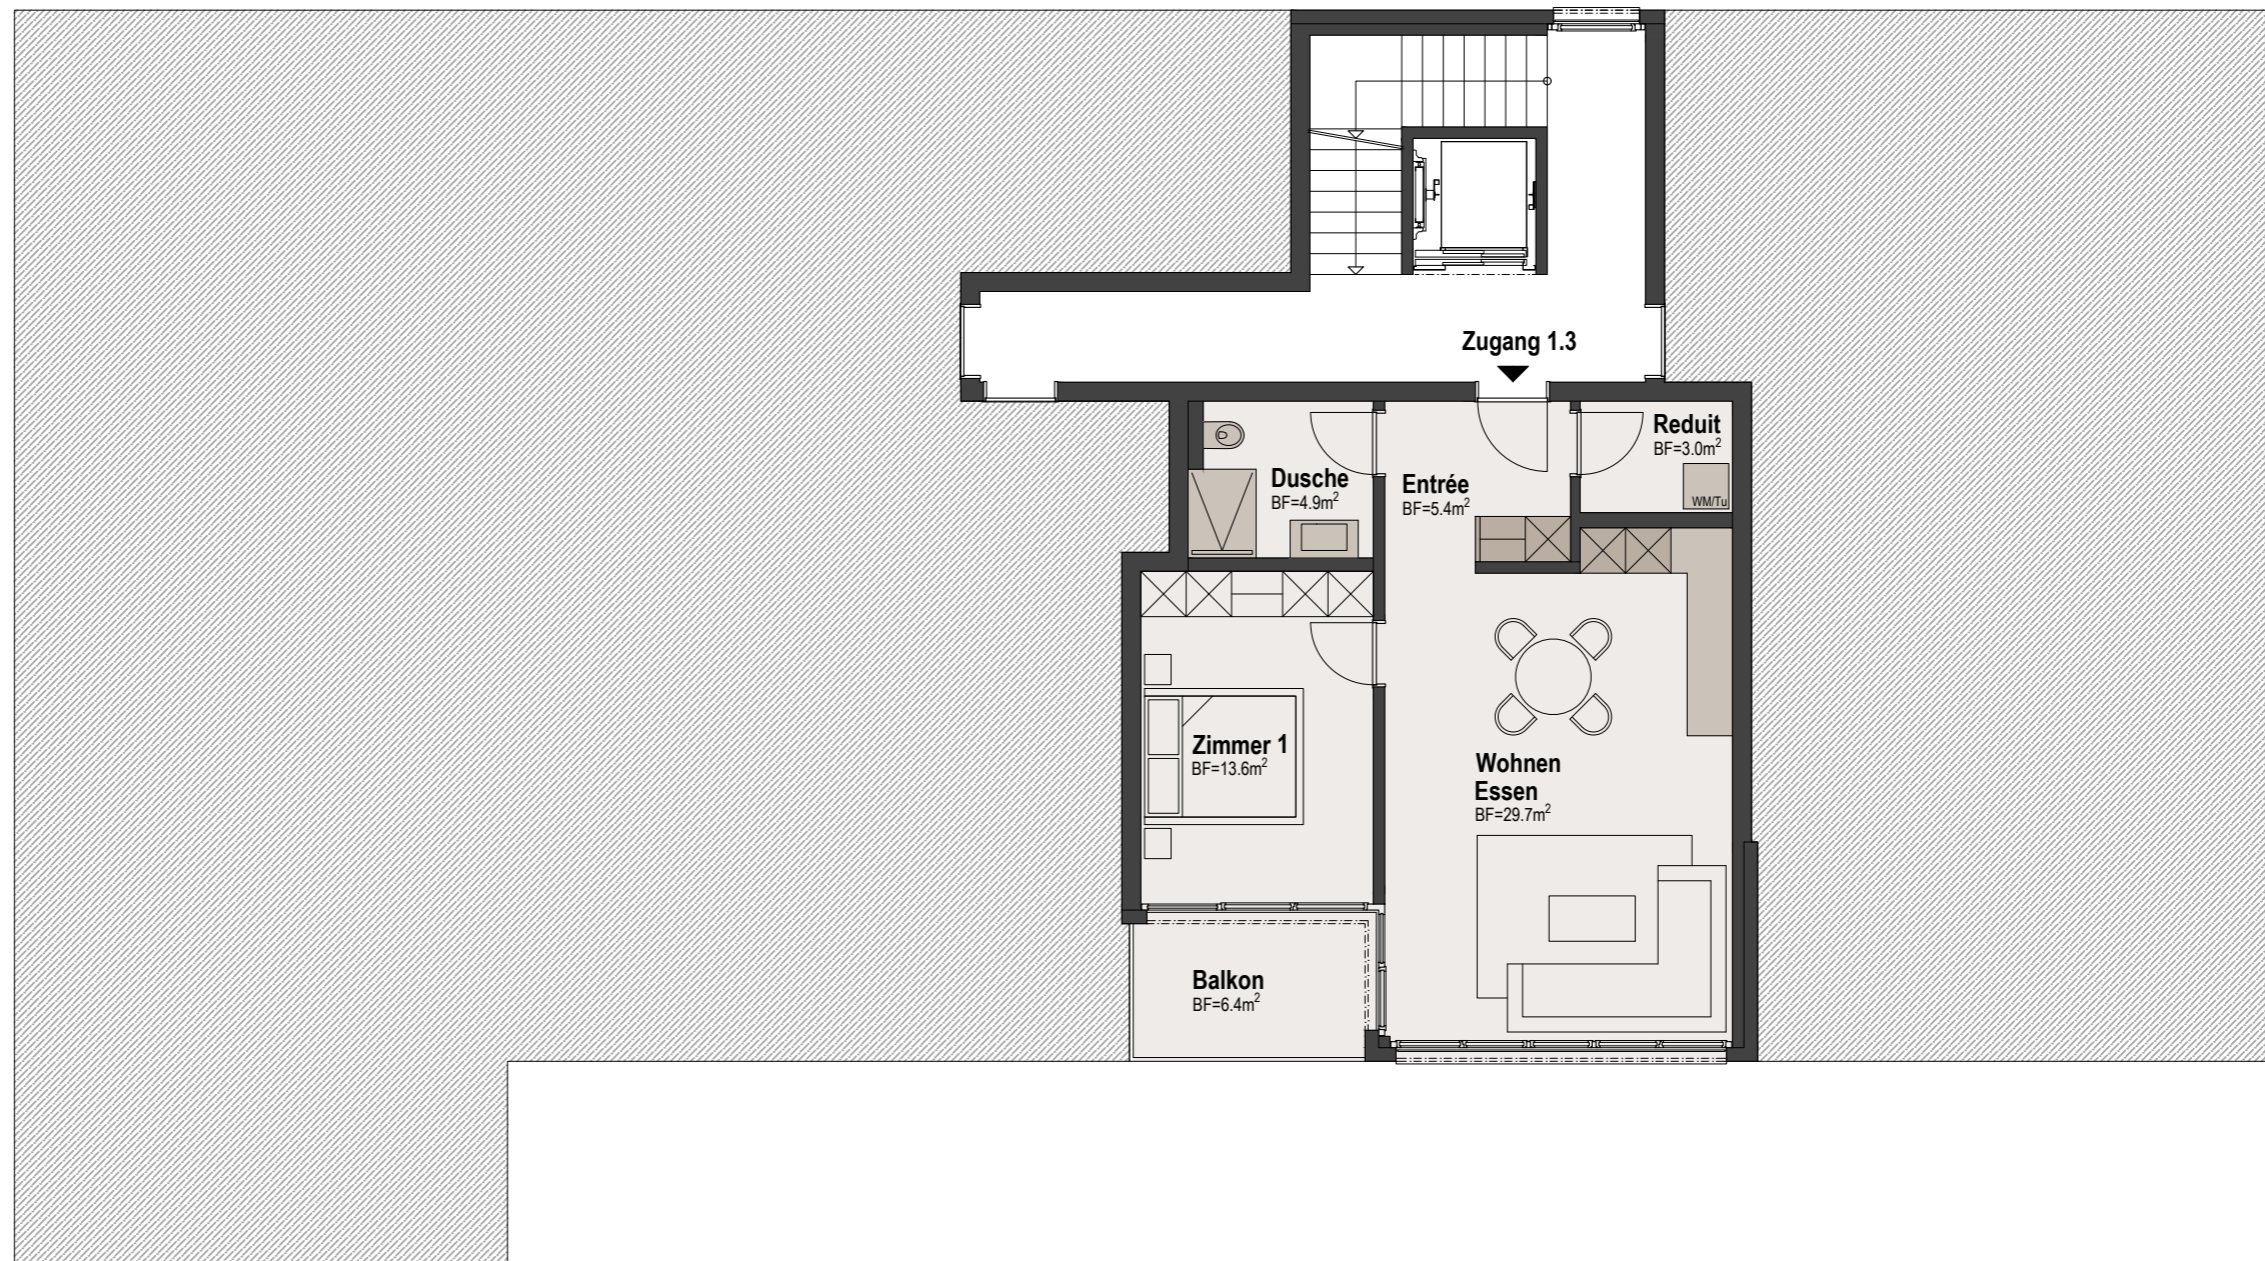 Zugang 1.3
Reduit
BF=3.0m²
WM/Tu
Dusche
BF=4.9m²
Entrée
BF=5.4m²
Zimmer 1
BF=13.6m²
Wohnen
Essen
BF=29.7m²
Balkon
BF=6.4m²